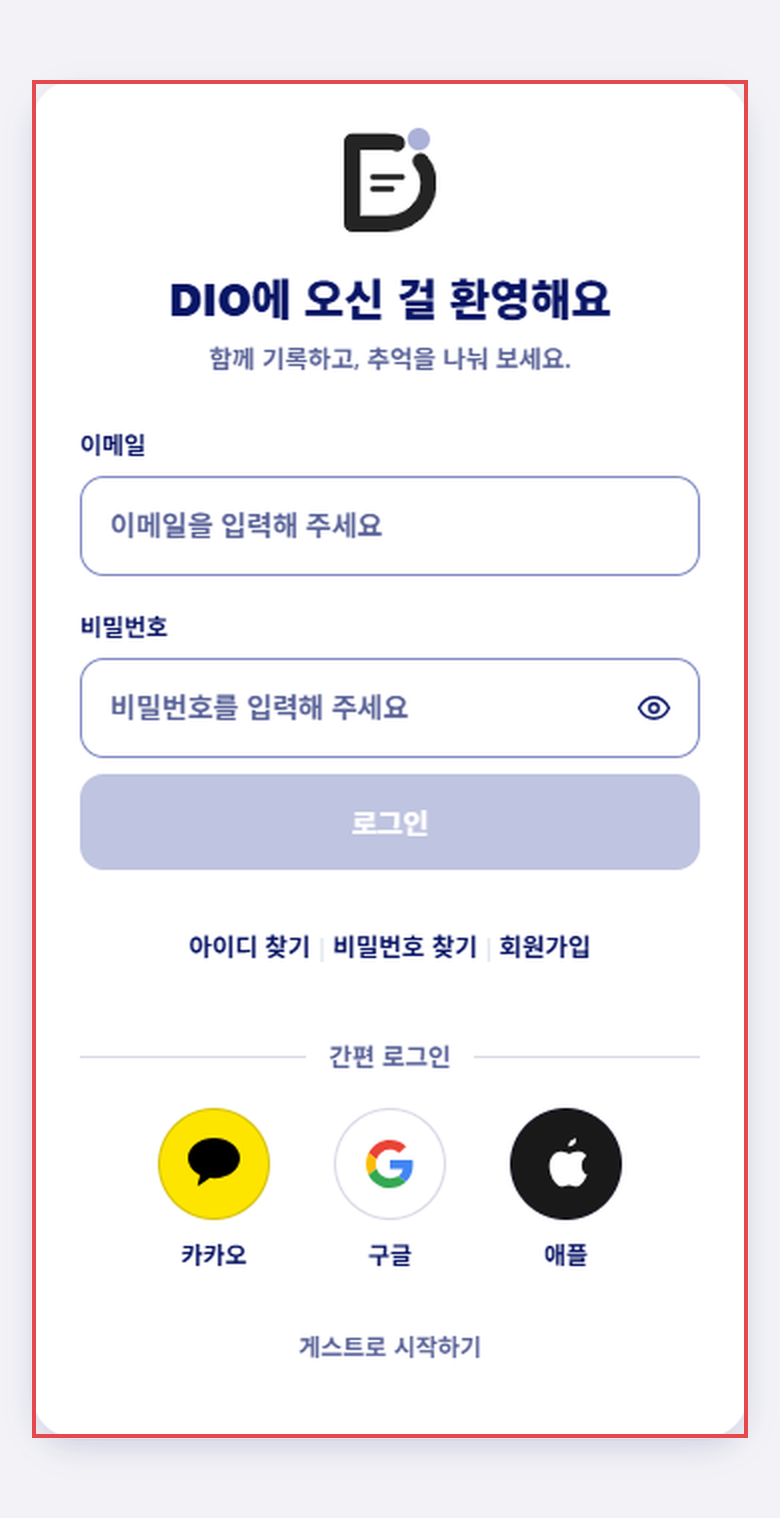 DIO에 오신 걸 환영해요
함께 기록하고, 추억을 나눠 보세요.
이메일
이메일을 입력해 주세요
비밀번호
비밀번호를 입력해 주세요
로그인
아이디 찾기 | 비밀번호 찾기 | 회원가입
간편 로그인
카카오 구글 애플
게스트로 시작하기